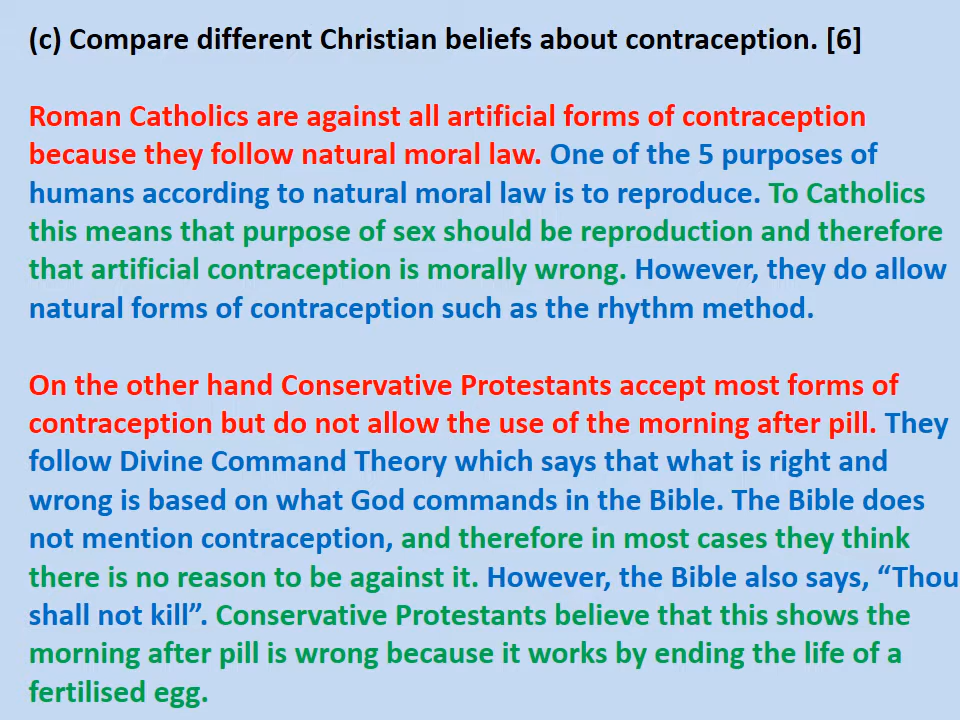 (c) Compare different Christian beliefs about contraception. [6]
Roman Catholics are against all artificial forms of contraception
because they follow natural moral law. One of the 5 purposes of
humans according to natural moral law is to reproduce. To Catholics
this means that purpose of sex should be reproduction and therefore
that artificial contraception is morally wrong. However, they do allow
natural forms of contraception such as the rhythm method.
On the other hand Conservative Protestants accept most forms of
contraception but do not allow the use of the morning after pill. They
follow Divine Command Theory which says that what is right and
wrong is based on what God commands in the Bible. The Bible does
not mention contraception, and therefore in most cases they think
there is no reason to be against it. However, the Bible also says, “Thou
shall not kill”. Conservative Protestants believe that this shows the
morning after pill is wrong because it works by ending the life of a
fertilised egg.